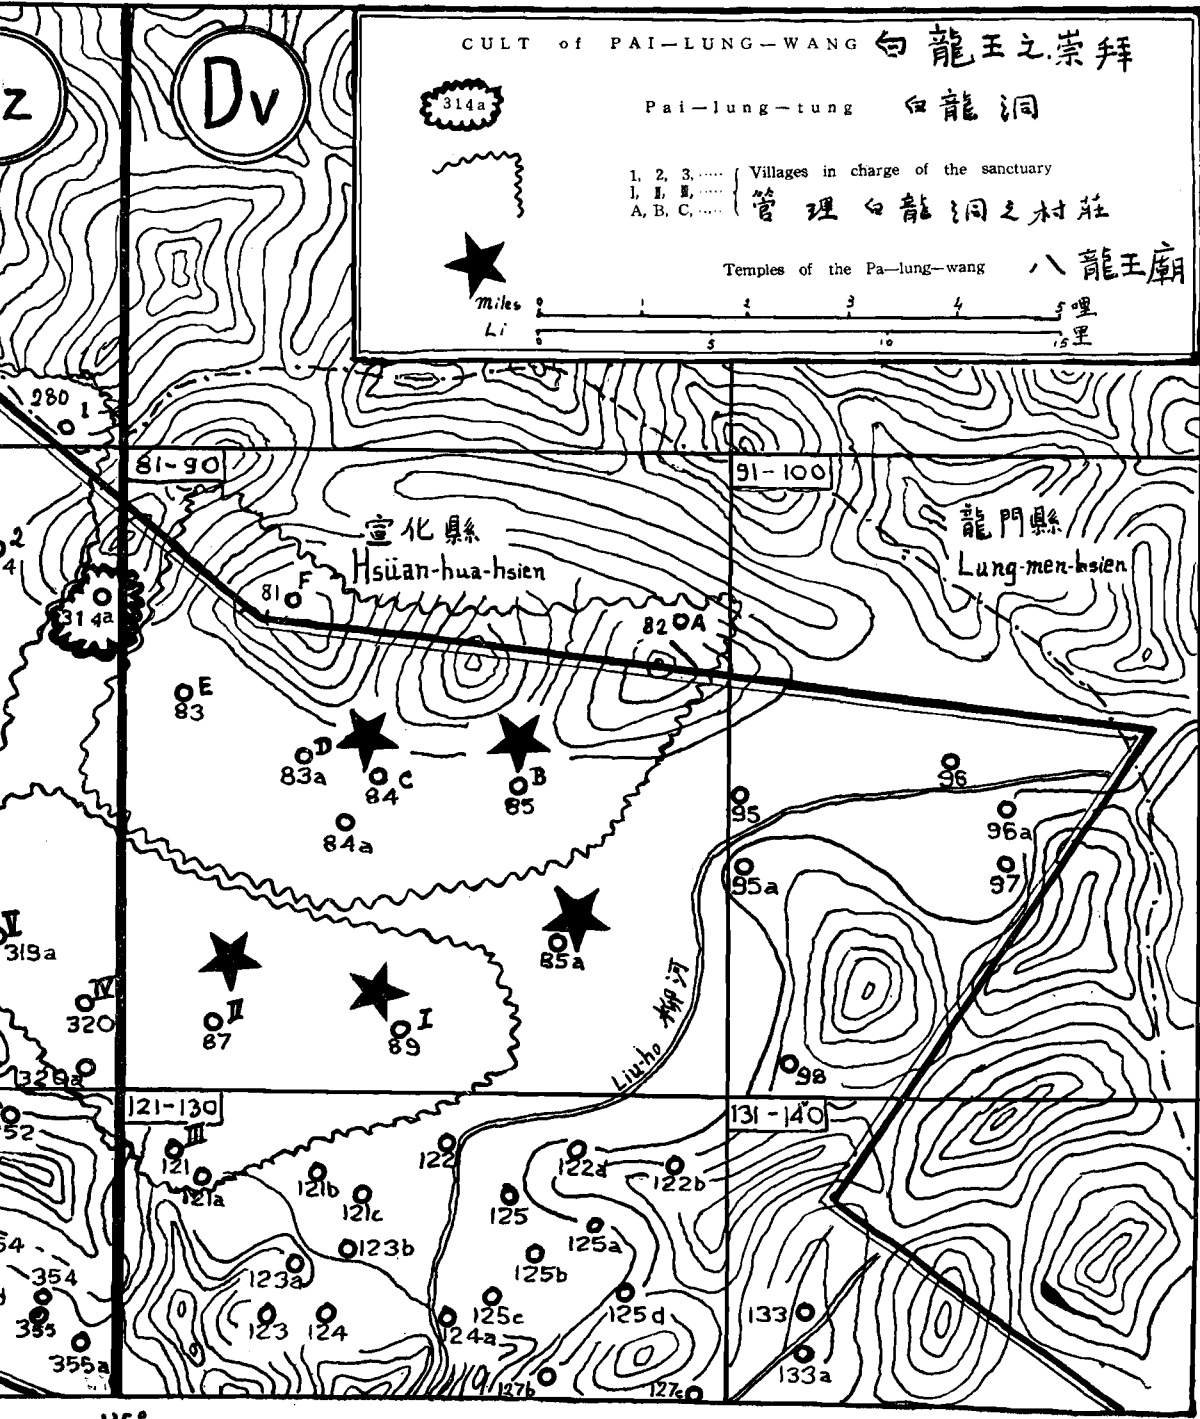 Dv
CULT of PAI—LUNG—WANG 白龍王之崇拜
314a Pai—lung—tung 白龍洞
1, 2, 3, ····· Villages in charge of the sanctuary
I, II, III, ·····
A, B, C, ····· 管理白龍洞之村莊
Temples of the Pa—lung—wang 八龍王廟
Miles 0 1 2 3 4 5 哩
Li 0 5 10 15 里
280 1
81-90
91-100
宣化縣
Hsüan-hua-hsien
龍門縣
Lung-men-hsien
2
81 F
314a
82 A
E
83
D
83a
C
84
B
85
84a
95
96
96a
95a
97
319a
85a
IV
320
II
87
I
89
柳河
Liu-ho
320a
98
121-130
131-140
III
121
121a
121b
121c
122
122a
122b
123b
125
125a
125b
123a
354
123
124
125c
124a
125d
133
355
355a
133a
127b
127c